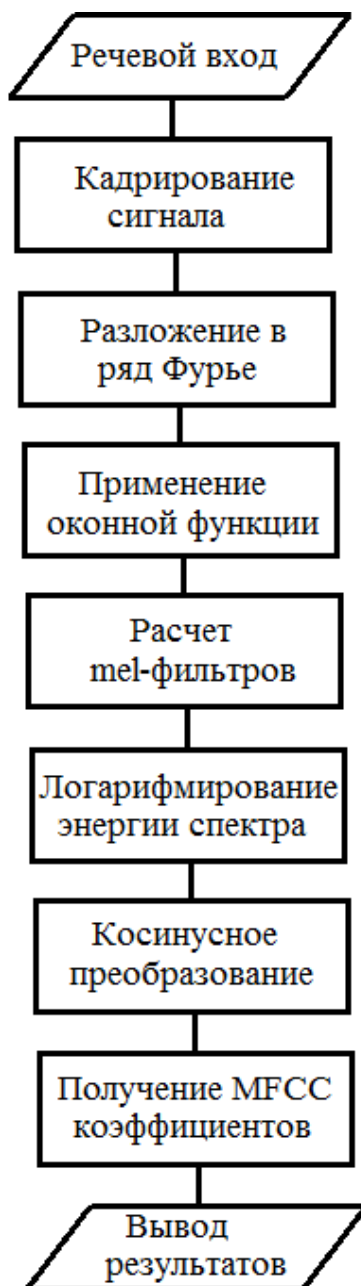 Речевой вход
Кадрирование
сигнала
Разложение в
ряд Фурье
Применение
оконной функции
Расчет
mel-фильтров
Логарифмирование
энергии спектра
Косинусное
преобразование
Получение MFCC
коэффициентов
Вывод
результатов